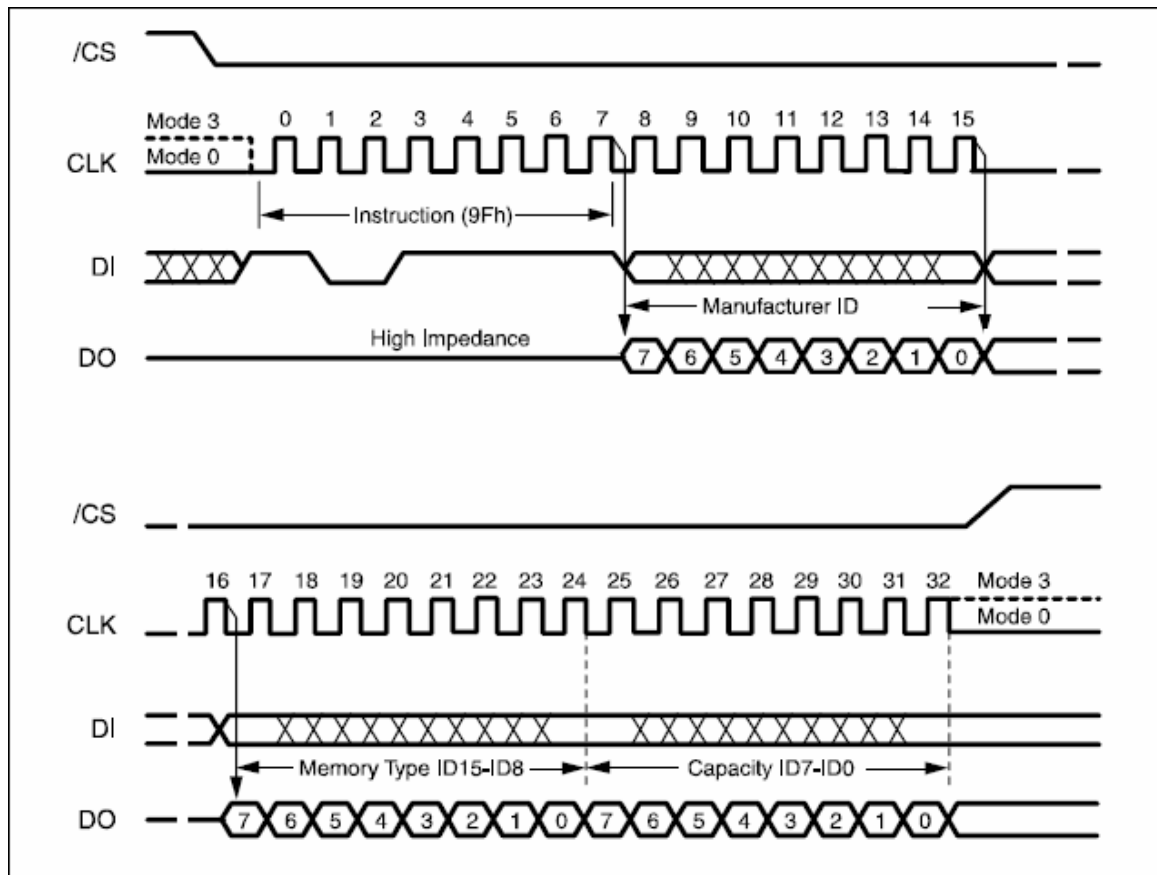 /CS
0 1 2 3 4 5 6 7 8 9 10 11 12 13 14 15
Mode 3
Mode 0
CLK
Instruction (9Fh)
DI
Manufacturer ID
High Impedance
DO
7 6 5 4 3 2 1 0
/CS
16 17 18 19 20 21 22 23 24 25 26 27 28 29 30 31 32
Mode 3
Mode 0
CLK
DI
Memory Type ID15-ID8
Capacity ID7-ID0
DO
7 6 5 4 3 2 1 0 7 6 5 4 3 2 1 0